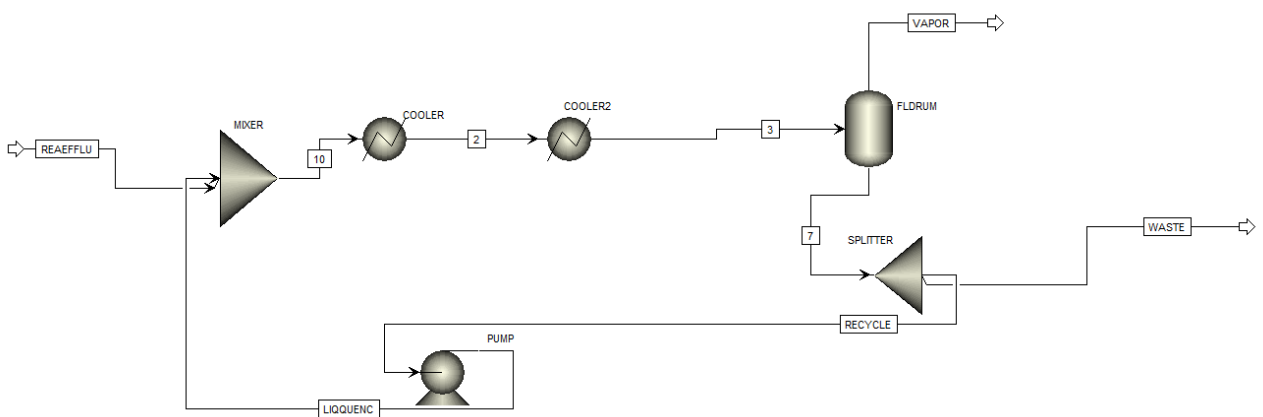 VAPOR
COOLER2
FLDRUM
COOLER
MIXER
3
2
REAEFFLU
10
WASTE
7
SPLITTER
RECYCLE
PUMP
LIQQUENC